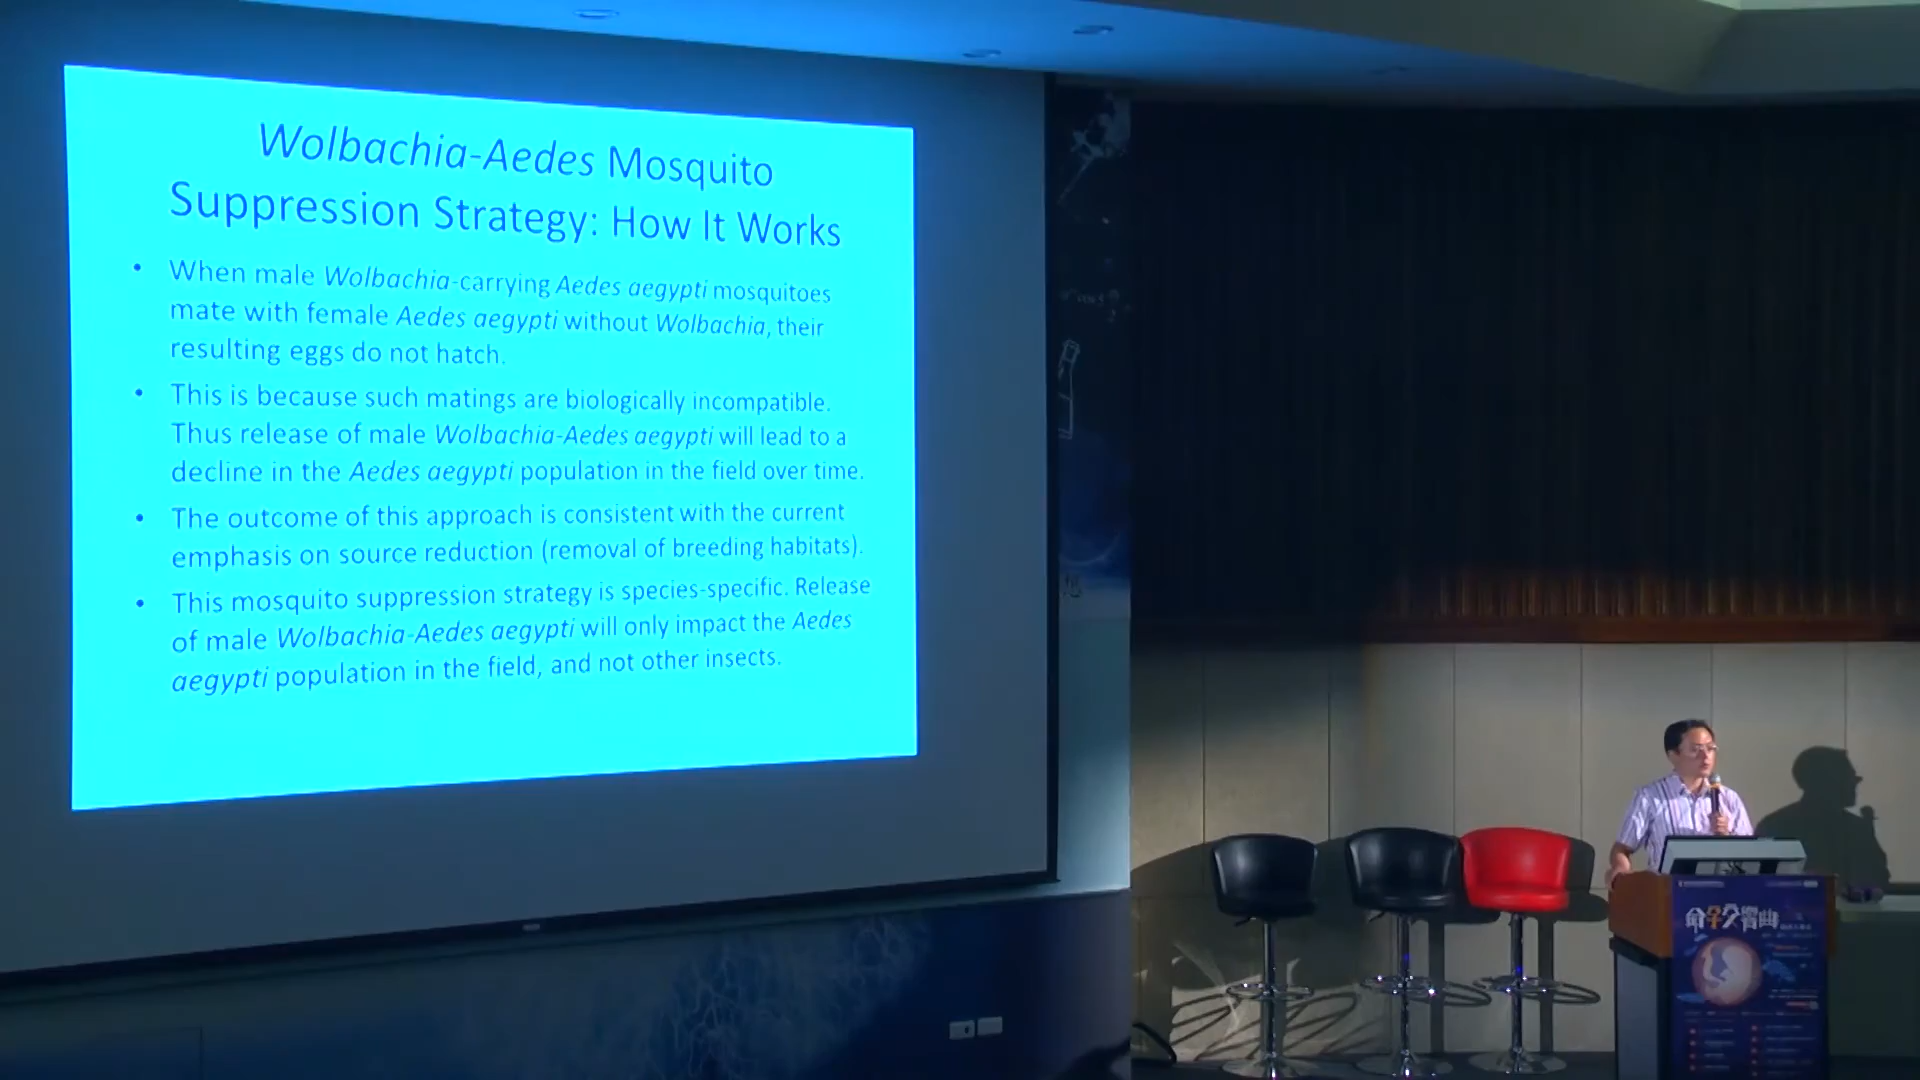 Wolbachia-Aedes Mosquito
Suppression Strategy: How It Works
• When male Wolbachia-carrying Aedes aegypti mosquitoes
mate with female Aedes aegypti without Wolbachia, their
resulting eggs do not hatch.
• This is because such matings are biologically incompatible.
Thus release of male Wolbachia-Aedes aegypti will lead to a
decline in the Aedes aegypti population in the field over time.
• The outcome of this approach is consistent with the current
emphasis on source reduction (removal of breeding habitats).
• This mosquito suppression strategy is species-specific. Release
of male Wolbachia-Aedes aegypti will only impact the Aedes
aegypti population in the field, and not other insects.